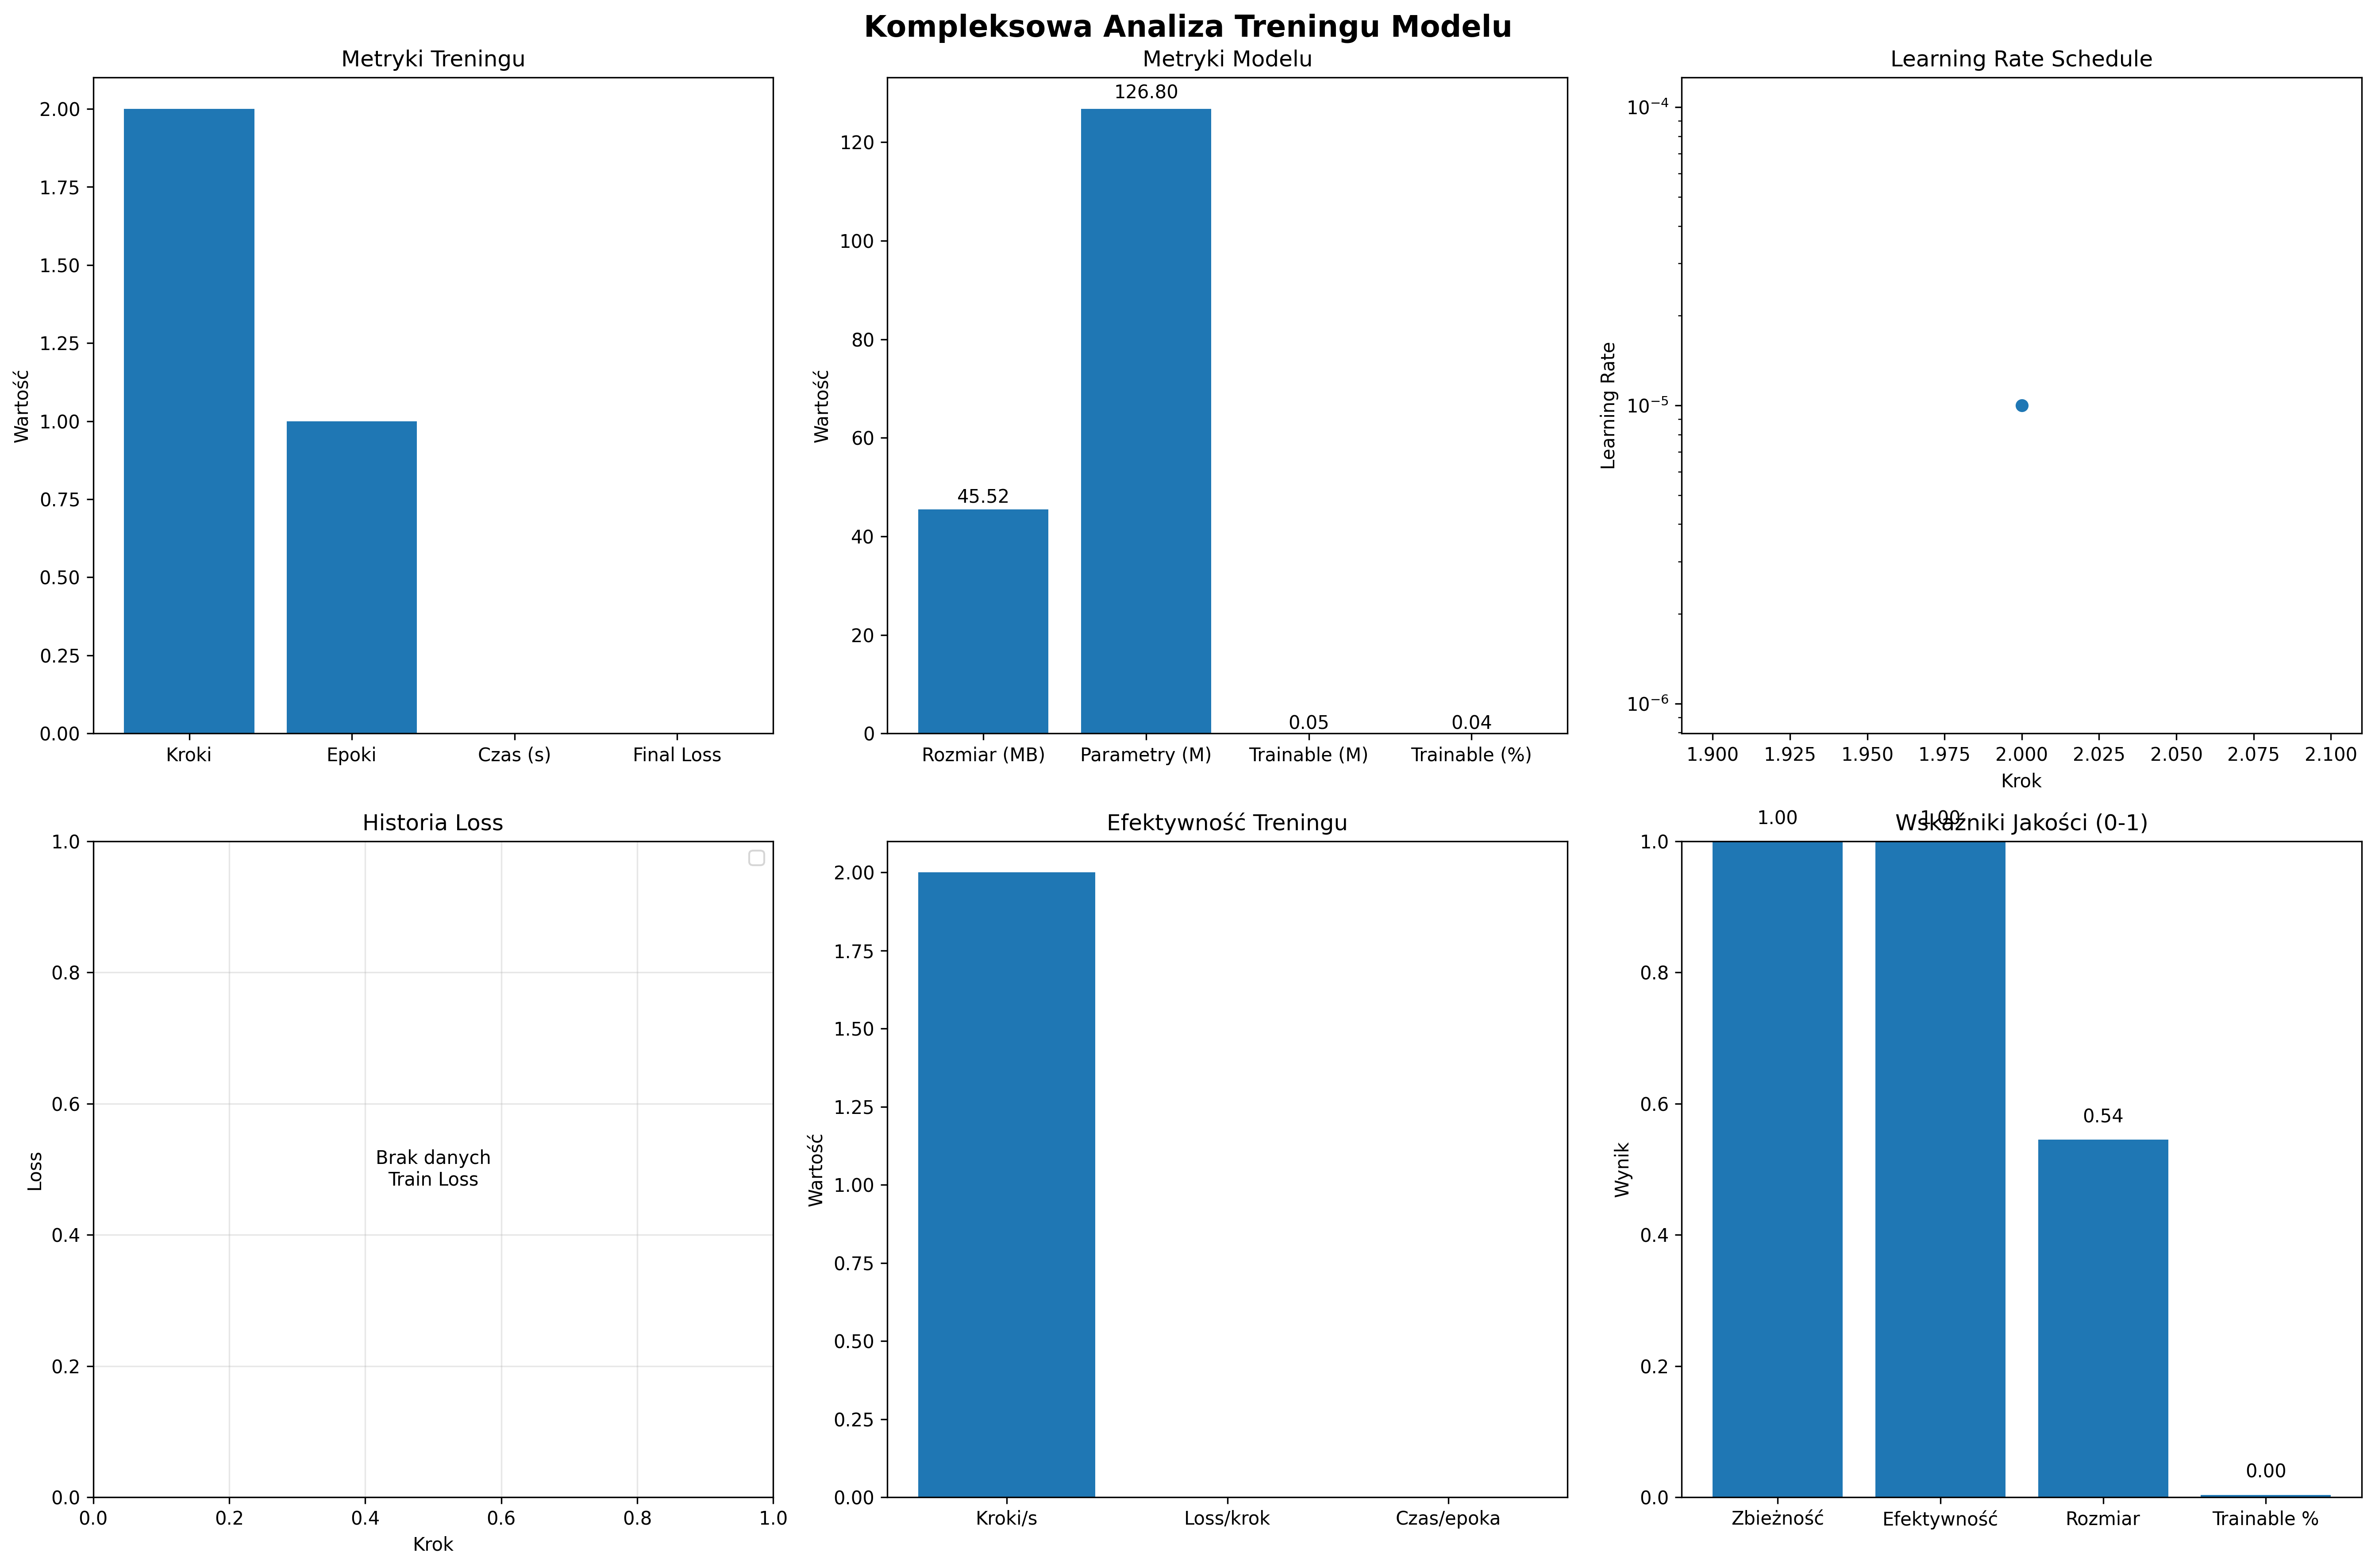 Kompleksowa Analiza Treningu Modelu
Metryki Treningu
Wartość
2.00
1.75
1.50
1.25
1.00
0.75
0.50
0.25
0.00
Kroki Epoki Czas (s) Final Loss
Metryki Modelu
Wartość
120
100
80
60
40
20
0
45.52
126.80
0.05
0.04
Rozmiar (MB) Parametry (M) Trainable (M) Trainable (%)
Learning Rate Schedule
Learning Rate
10⁻⁴
10⁻⁵
10⁻⁶
1.900 1.925 1.950 1.975 2.000 2.025 2.050 2.075 2.100
Krok
Historia Loss
Loss
1.0
0.8
0.6
0.4
0.2
0.0
Brak danych
Train Loss
0.0 0.2 0.4 0.6 0.8 1.0
Krok
Efektywność Treningu
Wartość
2.00
1.75
1.50
1.25
1.00
0.75
0.50
0.25
0.00
Kroki/s Loss/krok Czas/epoka
Wskaźniki Jakości (0-1)
Wynik
1.0
0.8
0.6
0.4
0.2
0.0
1.00
1.00
0.54
0.00
Zbieżność Efektywność Rozmiar Trainable %